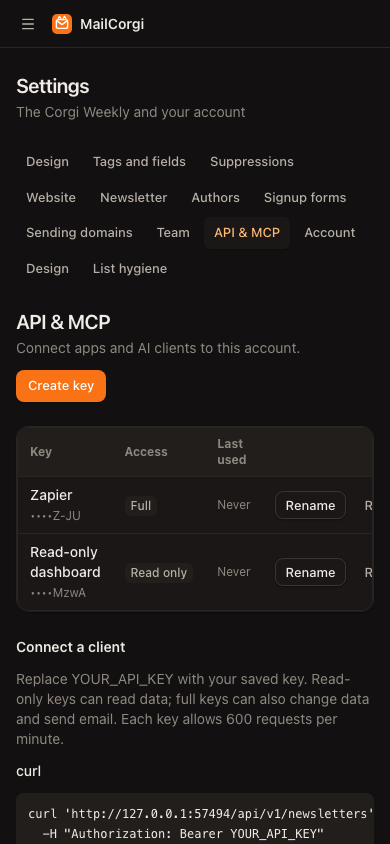 MailCorgi
Settings
The Corgi Weekly and your account
Design Tags and fields Suppressions
Website Newsletter Authors Signup forms
Sending domains Team API & MCP Account
Design List hygiene
API & MCP
Connect apps and AI clients to this account.
Create key
Key Access Last used
Zapier
••••Z-JU
Full Never Rename R
Read-only
dashboard
••••MzwA
Read only Never Rename R
Connect a client
Replace YOUR_API_KEY with your saved key. Read-
only keys can read data; full keys can also change data
and send email. Each key allows 600 requests per
minute.
curl
curl 'http://127.0.0.1:57494/api/v1/newsletters'
-H "Authorization: Bearer YOUR_API_KEY"